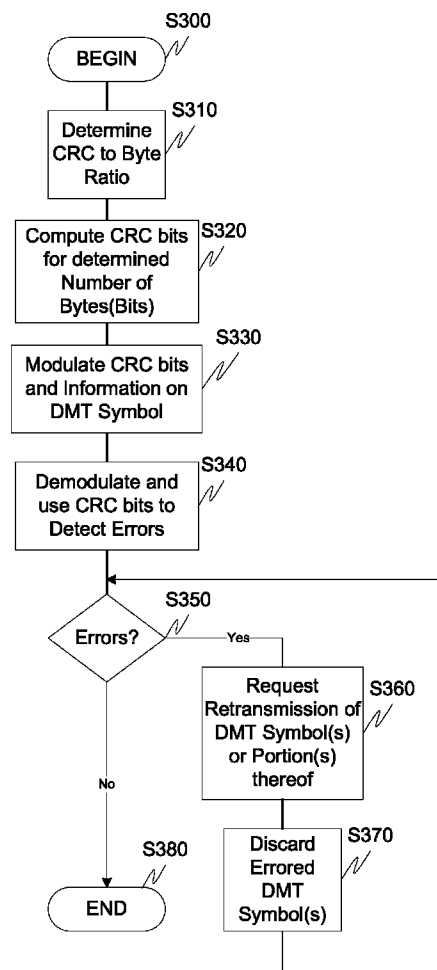 S300
BEGIN
S310
Determine
CRC to Byte
Ratio
S320
Compute CRC bits
for determined
Number of
Bytes(Bits)
S330
Modulate CRC bits
and Information on
DMT Symbol
S340
Demodulate and
use CRC bits to
Detect Errors
S350
Errors?
Yes
S360
Request
Retransmission of
DMT Symbol(s)
or Portion(s)
thereof
No
S370
Discard
Errored
DMT
Symbol(s)
S380
END